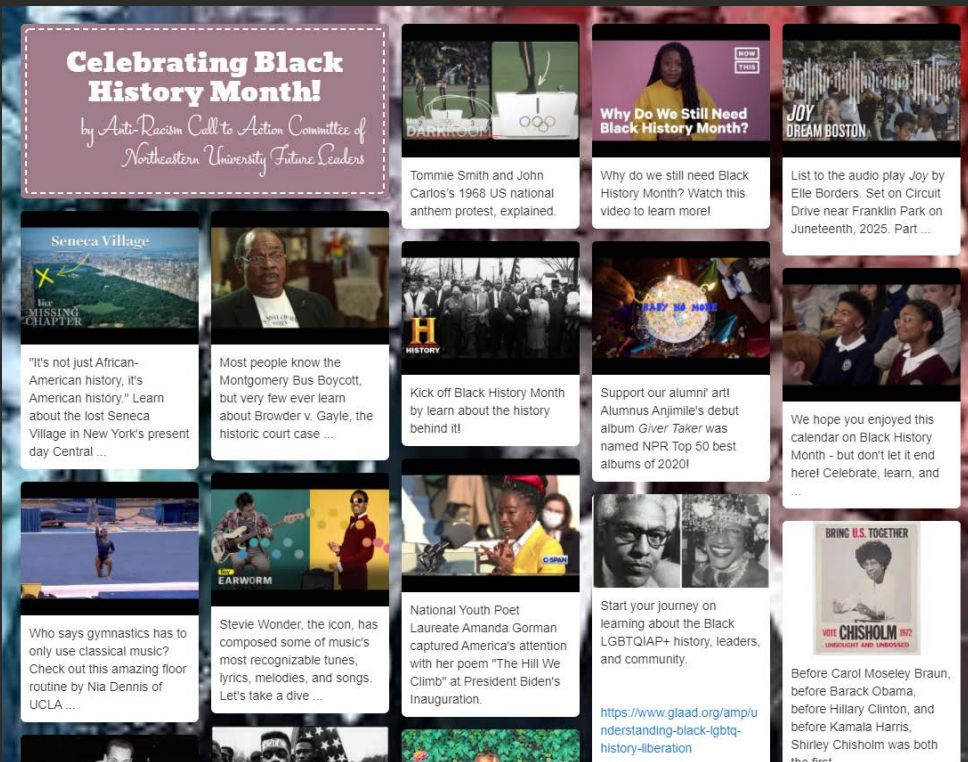 Celebrating Black
History Month!
by Anti-Racism Call to Action Committee of
Northeastern University Future Leaders
Seneca Village
Vox
MISSING
CHAPTER
"It's not just African-
American history, it's
American history." Learn
about the lost Seneca
Village in New York's present
day Central ...
Who says gymnastics has to
only use classical music?
Check out this amazing floor
routine by Nia Dennis of
UCLA ...
Most people know the
Montgomery Bus Boycott,
but very few ever learn
about Browder v. Gayle, the
historic court case ...
EARWORM
Stevie Wonder, the icon, has
composed some of music's
most recognizable tunes,
lyrics, melodies, and songs.
Let's take a dive ...
DARKROOM
Tommie Smith and John
Carlos's 1968 US national
anthem protest, explained.
H
HISTORY
Kick off Black History Month
by learn about the history
behind it!
C-SPAN
National Youth Poet
Laureate Amanda Gorman
captured America's attention
with her poem "The Hill We
Climb" at President Biden's
Inauguration.
NOW
THIS
Why Do We Still Need
Black History Month?
Why do we still need Black
History Month? Watch this
video to learn more!
BABY NO MORE
Support our alumni' art!
Alumnus Anjimile's debut
album Giver Taker was
named NPR Top 50 best
albums of 2020!
Start your journey on
learning about the Black
LGBTQIAP+ history, leaders,
and community.
https://www.glaad.org/amp/u
nderstanding-black-lgbtq-
history-liberation
JOY
DREAM BOSTON
List to the audio play Joy by
Elle Borders. Set on Circuit
Drive near Franklin Park on
Juneteenth, 2025. Part ...
We hope you enjoyed this
calendar on Black History
Month - but don't let it end
here! Celebrate, learn, and
...
BRING U.S. TOGETHER
VOTE CHISHOLM 1972
UNBOUGHT AND UNBOSSED
Before Carol Moseley Braun,
before Barack Obama,
before Hillary Clinton, and
before Kamala Harris,
Shirley Chisholm was both
the first